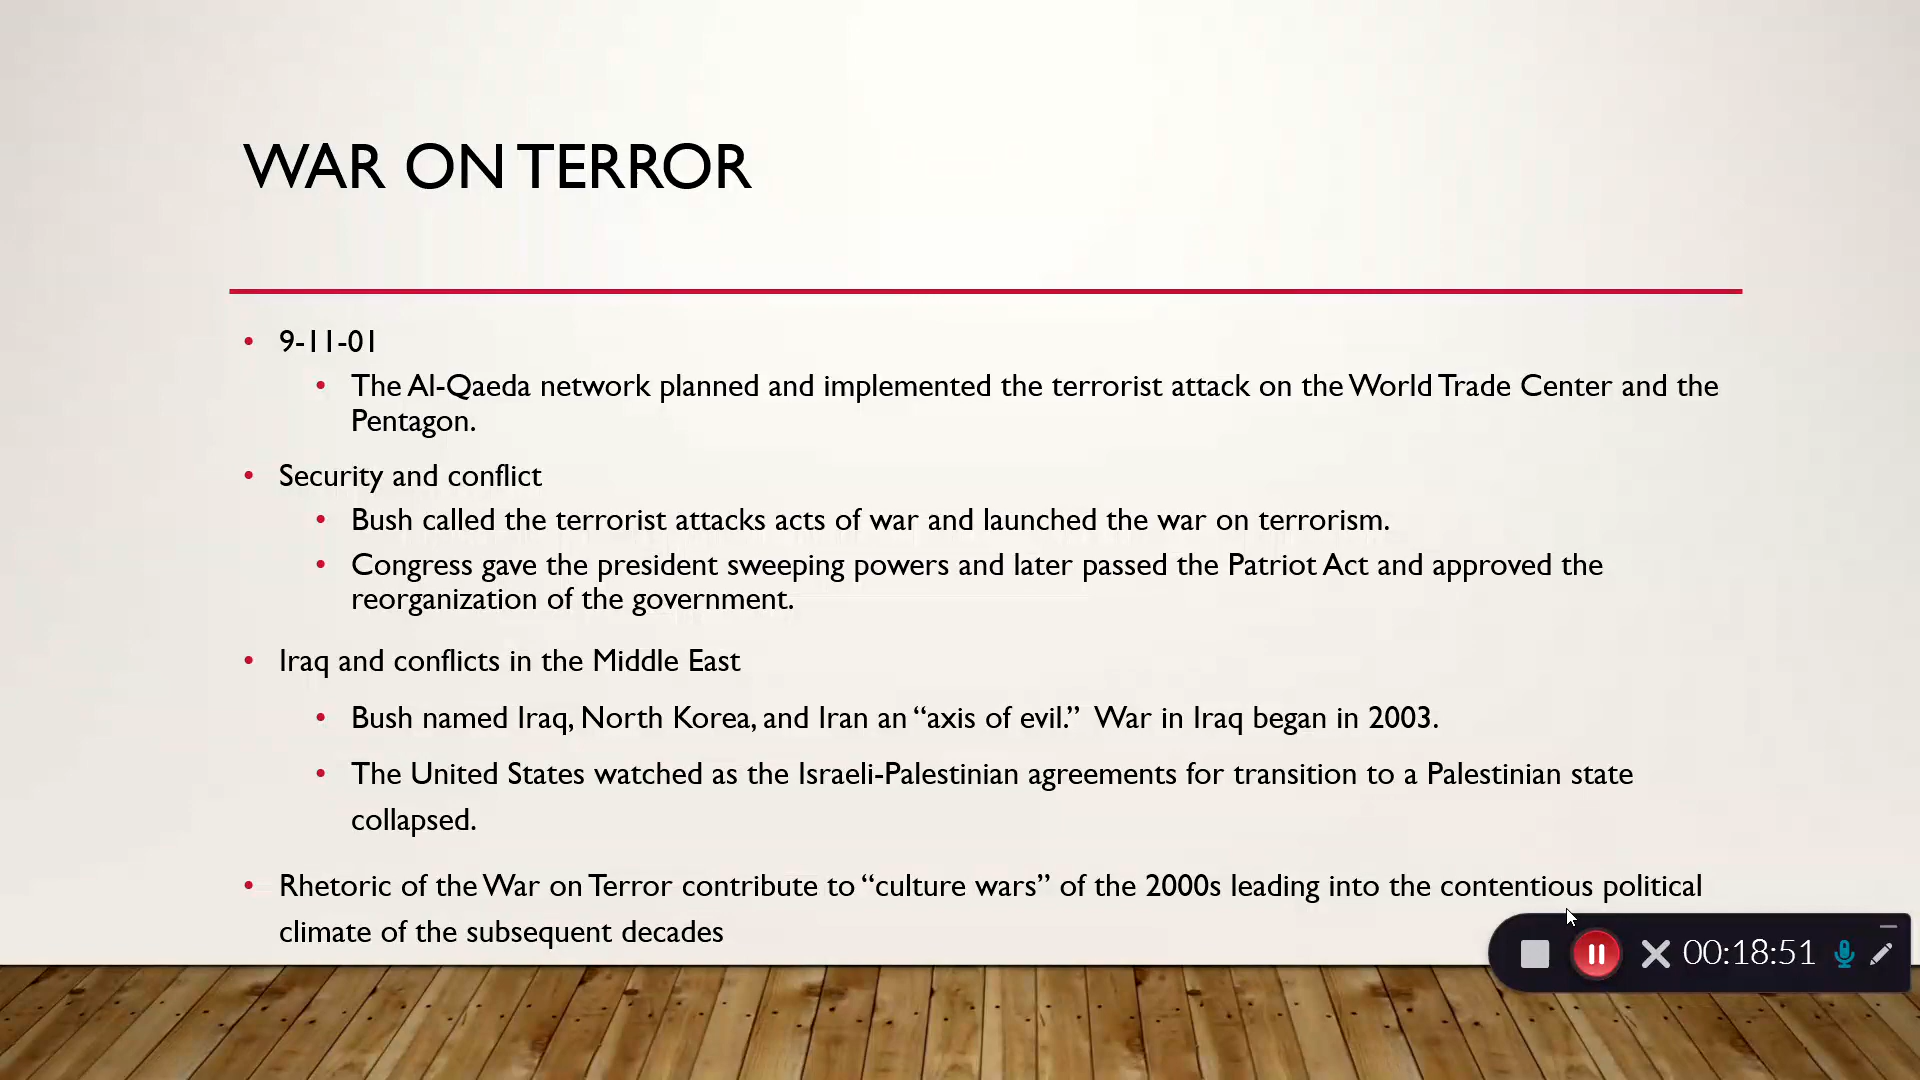 WAR ON TERROR
• 9-11-01
• The Al-Qaeda network planned and implemented the terrorist attack on the World Trade Center and the
Pentagon.
• Security and conflict
• Bush called the terrorist attacks acts of war and launched the war on terrorism.
• Congress gave the president sweeping powers and later passed the Patriot Act and approved the
reorganization of the government.
• Iraq and conflicts in the Middle East
• Bush named Iraq, North Korea, and Iran an “axis of evil.”  War in Iraq began in 2003.
• The United States watched as the Israeli-Palestinian agreements for transition to a Palestinian state
collapsed.
• Rhetoric of the War on Terror contribute to “culture wars” of the 2000s leading into the contentious political
climate of the subsequent decades
00:18:51